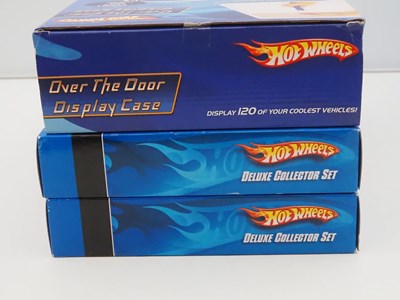 HOT WHEELS
Over The Door
Display Case
DISPLAY 120 OF YOUR COOLEST VEHICLES!
HOT WHEELS
DELUXE COLLECTOR SET
HOT WHEELS
DELUXE COLLECTOR SET